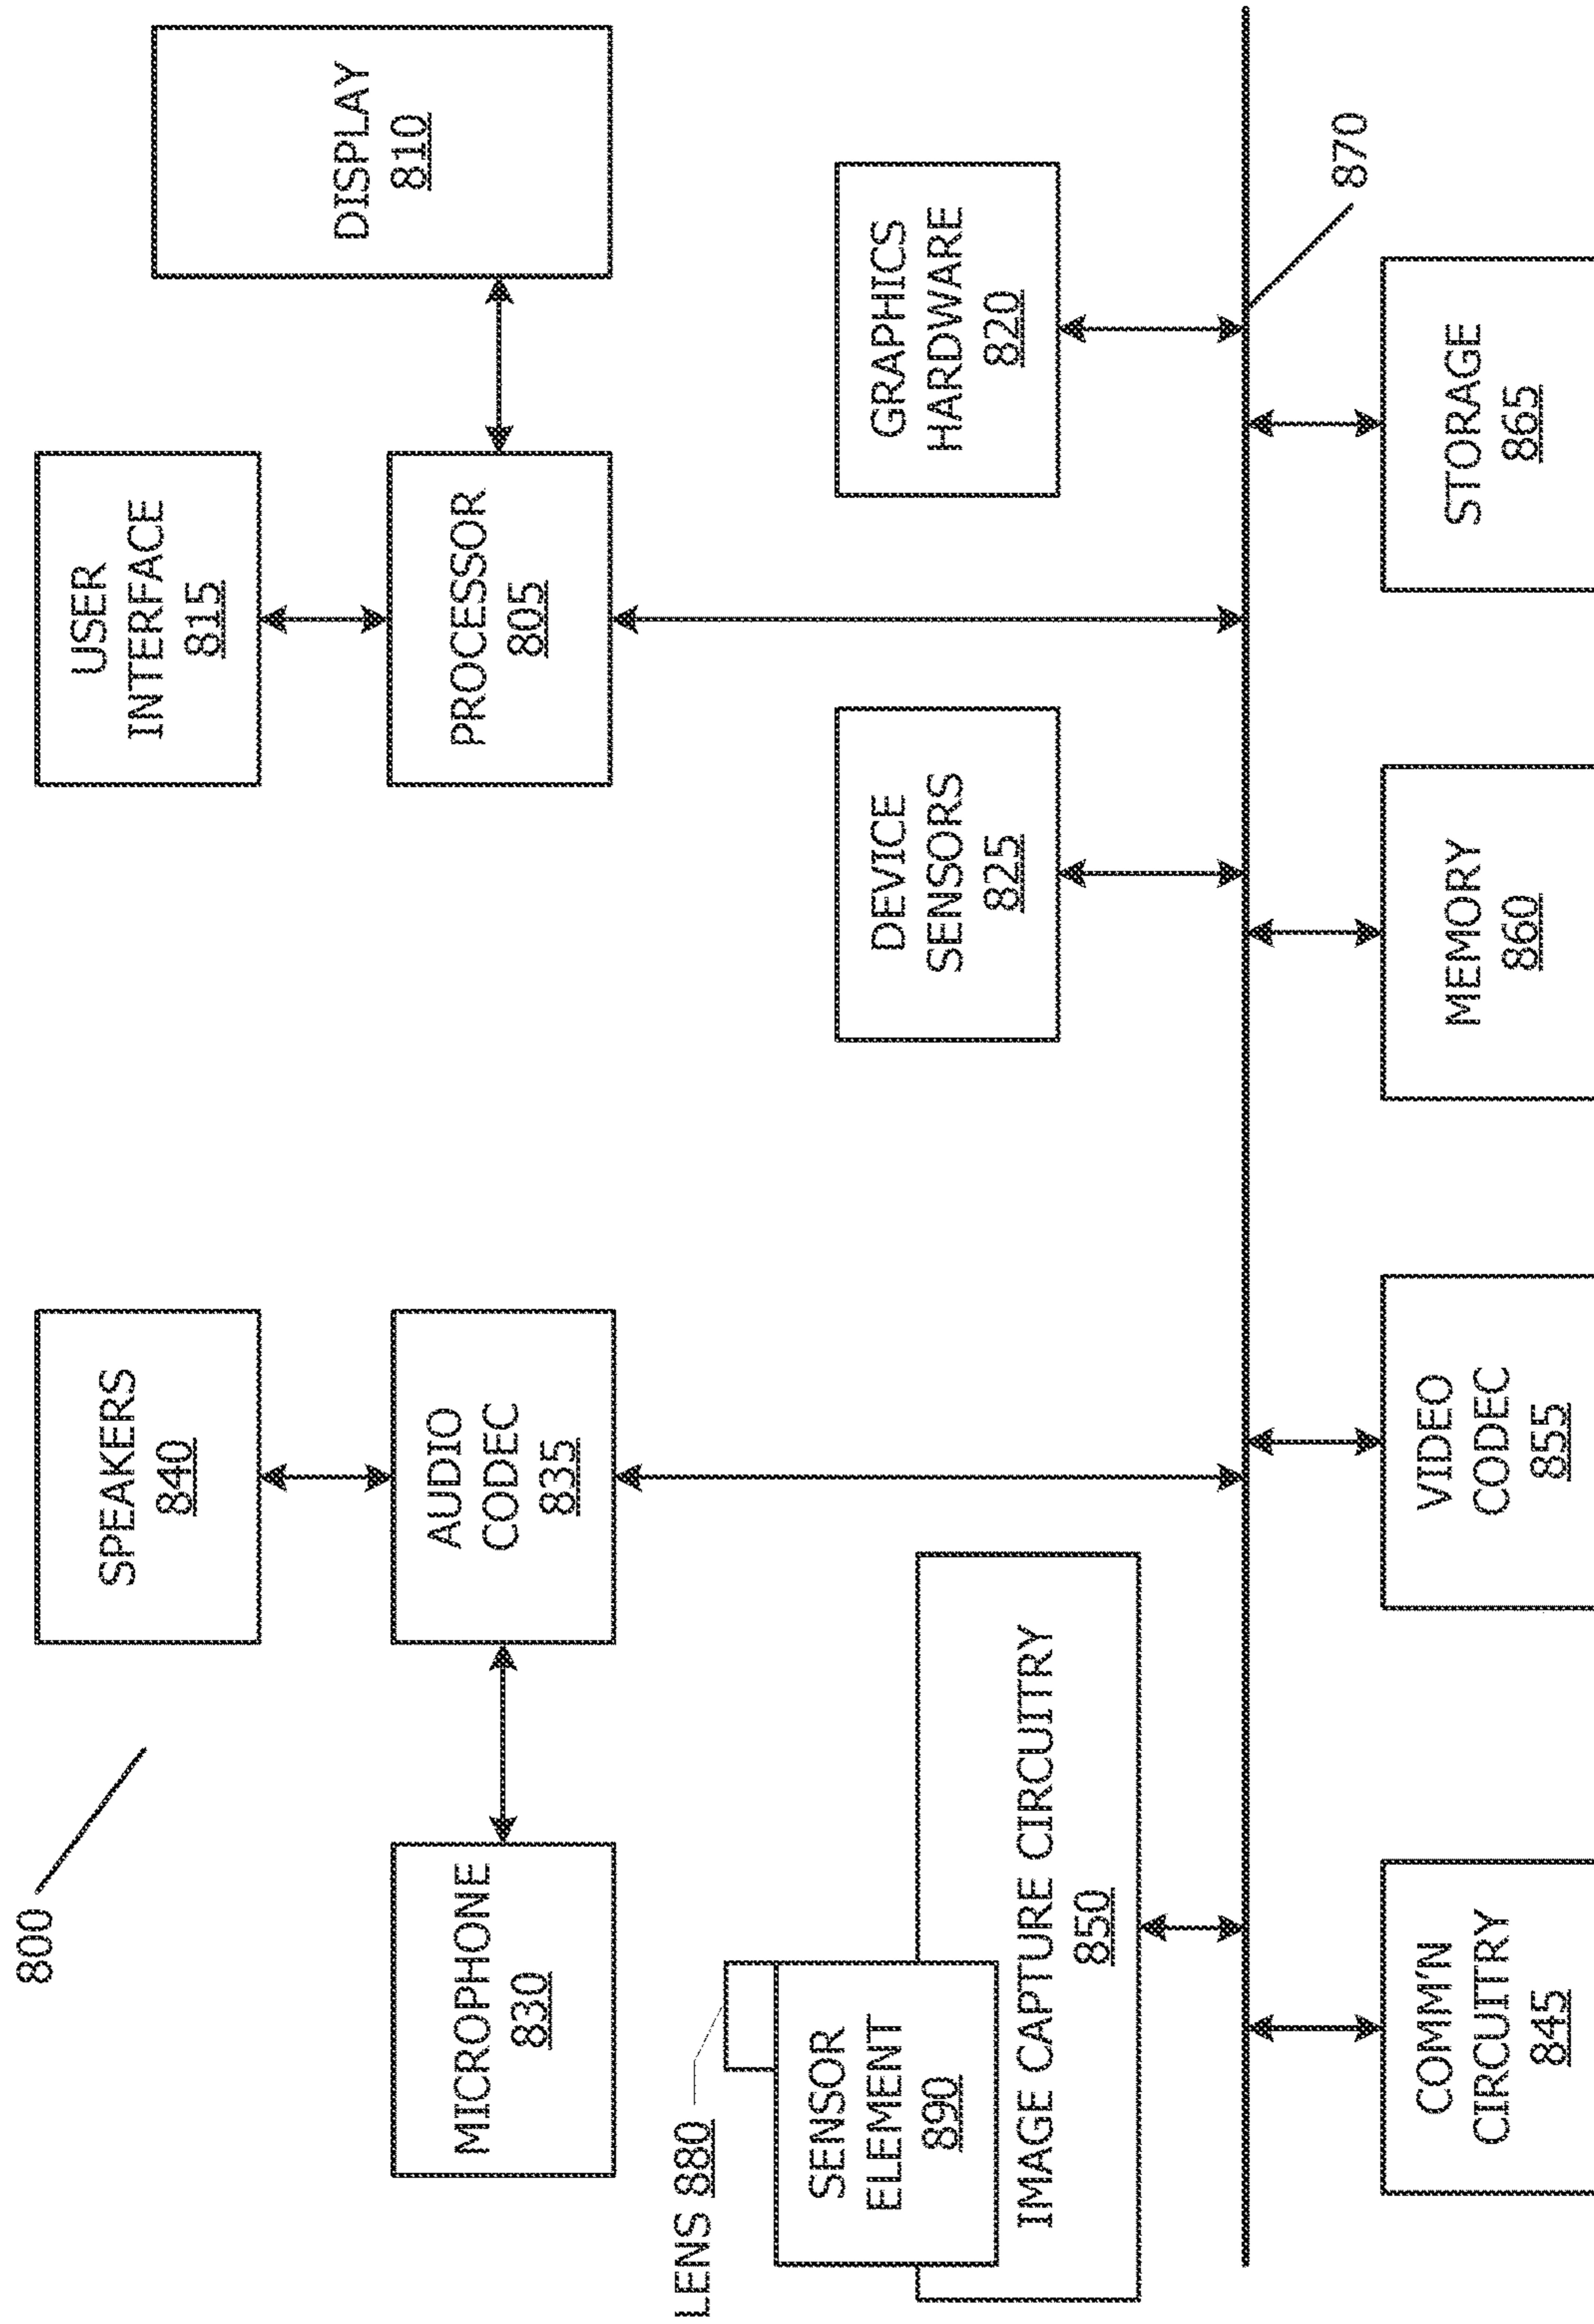 800
SPEAKERS
840
USER
INTERFACE
815
MICROPHONE
830
AUDIO
CODEC
835
PROCESSOR
805
DISPLAY
810
LENS 880
SENSOR
ELEMENT
890
IMAGE CAPTURE CIRCUITRY
850
DEVICE
SENSORS
825
GRAPHICS
HARDWARE
820
870
COMM'N
CIRCUITRY
845
VIDEO
CODEC
855
MEMORY
860
STORAGE
865